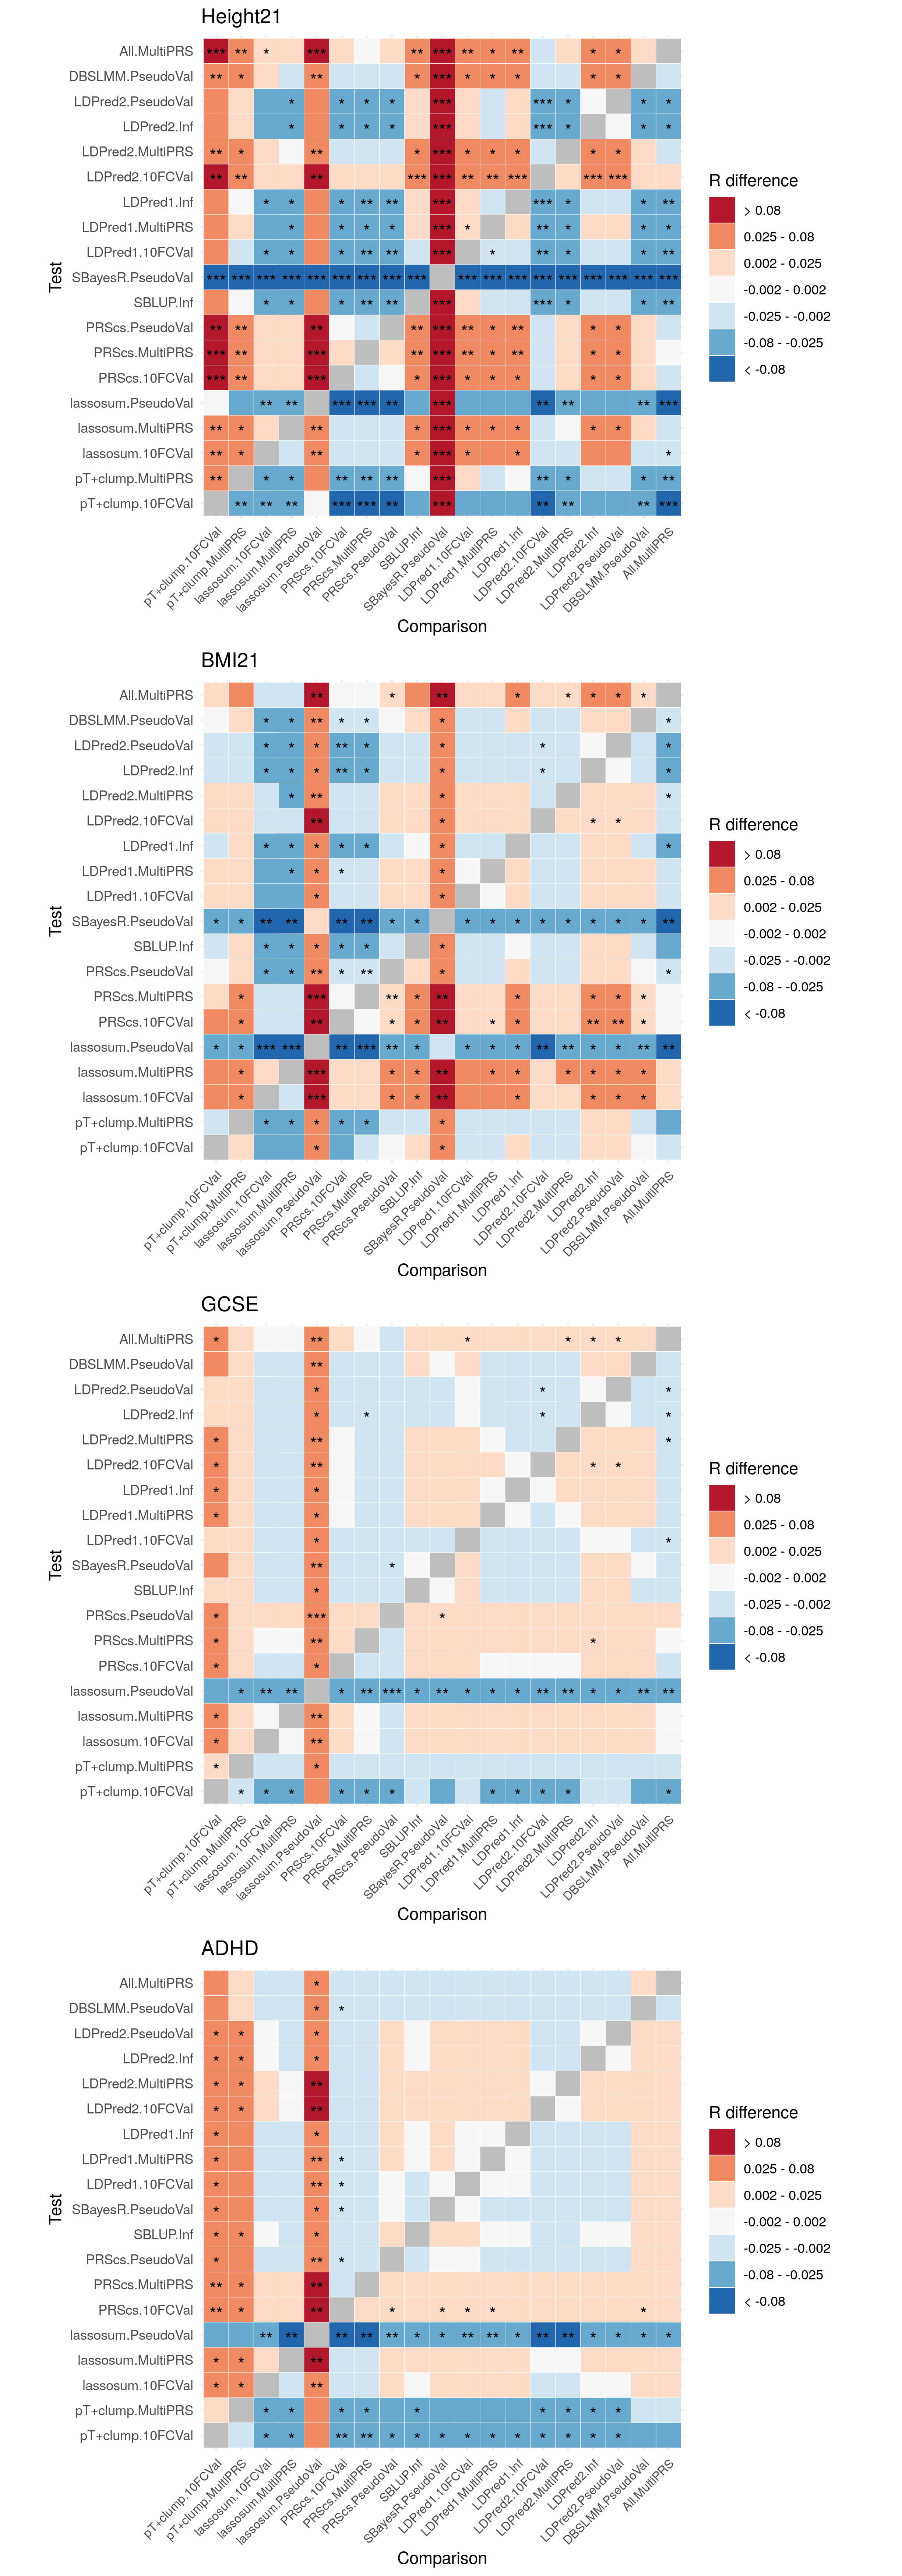 Height21
Test
All.MultiPRS
DBSLMM.PseudoVal
LDPred2.PseudoVal
LDPred2.Inf
LDPred2.MultiPRS
LDPred2.10FCVal
LDPred1.Inf
LDPred1.MultiPRS
LDPred1.10FCVal
SBayesR.PseudoVal
SBLUP.Inf
PRScs.PseudoVal
PRScs.MultiPRS
PRScs.10FCVal
lassosum.PseudoVal
lassosum.MultiPRS
lassosum.10FCVal
pT+clump.MultiPRS
pT+clump.10FCVal
pT+clump.10FCVal
pT+clump.MultiPRS
lassosum.10FCVal
lassosum.MultiPRS
lassosum.PseudoVal
PRScs.10FCVal
PRScs.MultiPRS
PRScs.PseudoVal
SBLUP.Inf
SBayesR.PseudoVal
LDPred1.10FCVal
LDPred1.MultiPRS
LDPred1.Inf
LDPred2.10FCVal
LDPred2.MultiPRS
LDPred2.Inf
LDPred2.PseudoVal
DBSLMM.PseudoVal
All.MultiPRS
Comparison
R difference
> 0.08
0.025 - 0.08
0.002 - 0.025
-0.002 - 0.002
-0.025 - -0.002
-0.08 - -0.025
< -0.08
BMI21
Test
All.MultiPRS
DBSLMM.PseudoVal
LDPred2.PseudoVal
LDPred2.Inf
LDPred2.MultiPRS
LDPred2.10FCVal
LDPred1.Inf
LDPred1.MultiPRS
LDPred1.10FCVal
SBayesR.PseudoVal
SBLUP.Inf
PRScs.PseudoVal
PRScs.MultiPRS
PRScs.10FCVal
lassosum.PseudoVal
lassosum.MultiPRS
lassosum.10FCVal
pT+clump.MultiPRS
pT+clump.10FCVal
pT+clump.10FCVal
pT+clump.MultiPRS
lassosum.10FCVal
lassosum.MultiPRS
lassosum.PseudoVal
PRScs.10FCVal
PRScs.MultiPRS
PRScs.PseudoVal
SBLUP.Inf
SBayesR.PseudoVal
LDPred1.10FCVal
LDPred1.MultiPRS
LDPred1.Inf
LDPred2.10FCVal
LDPred2.MultiPRS
LDPred2.Inf
LDPred2.PseudoVal
DBSLMM.PseudoVal
All.MultiPRS
Comparison
R difference
> 0.08
0.025 - 0.08
0.002 - 0.025
-0.002 - 0.002
-0.025 - -0.002
-0.08 - -0.025
< -0.08
GCSE
Test
All.MultiPRS
DBSLMM.PseudoVal
LDPred2.PseudoVal
LDPred2.Inf
LDPred2.MultiPRS
LDPred2.10FCVal
LDPred1.Inf
LDPred1.MultiPRS
LDPred1.10FCVal
SBayesR.PseudoVal
SBLUP.Inf
PRScs.PseudoVal
PRScs.MultiPRS
PRScs.10FCVal
lassosum.PseudoVal
lassosum.MultiPRS
lassosum.10FCVal
pT+clump.MultiPRS
pT+clump.10FCVal
pT+clump.10FCVal
pT+clump.MultiPRS
lassosum.10FCVal
lassosum.MultiPRS
lassosum.PseudoVal
PRScs.10FCVal
PRScs.MultiPRS
PRScs.PseudoVal
SBLUP.Inf
SBayesR.PseudoVal
LDPred1.10FCVal
LDPred1.MultiPRS
LDPred1.Inf
LDPred2.10FCVal
LDPred2.MultiPRS
LDPred2.Inf
LDPred2.PseudoVal
DBSLMM.PseudoVal
All.MultiPRS
Comparison
R difference
> 0.08
0.025 - 0.08
0.002 - 0.025
-0.002 - 0.002
-0.025 - -0.002
-0.08 - -0.025
< -0.08
ADHD
Test
All.MultiPRS
DBSLMM.PseudoVal
LDPred2.PseudoVal
LDPred2.Inf
LDPred2.MultiPRS
LDPred2.10FCVal
LDPred1.Inf
LDPred1.MultiPRS
LDPred1.10FCVal
SBayesR.PseudoVal
SBLUP.Inf
PRScs.PseudoVal
PRScs.MultiPRS
PRScs.10FCVal
lassosum.PseudoVal
lassosum.MultiPRS
lassosum.10FCVal
pT+clump.MultiPRS
pT+clump.10FCVal
pT+clump.10FCVal
pT+clump.MultiPRS
lassosum.10FCVal
lassosum.MultiPRS
lassosum.PseudoVal
PRScs.10FCVal
PRScs.MultiPRS
PRScs.PseudoVal
SBLUP.Inf
SBayesR.PseudoVal
LDPred1.10FCVal
LDPred1.MultiPRS
LDPred1.Inf
LDPred2.10FCVal
LDPred2.MultiPRS
LDPred2.Inf
LDPred2.PseudoVal
DBSLMM.PseudoVal
All.MultiPRS
Comparison
R difference
> 0.08
0.025 - 0.08
0.002 - 0.025
-0.002 - 0.002
-0.025 - -0.002
-0.08 - -0.025
< -0.08